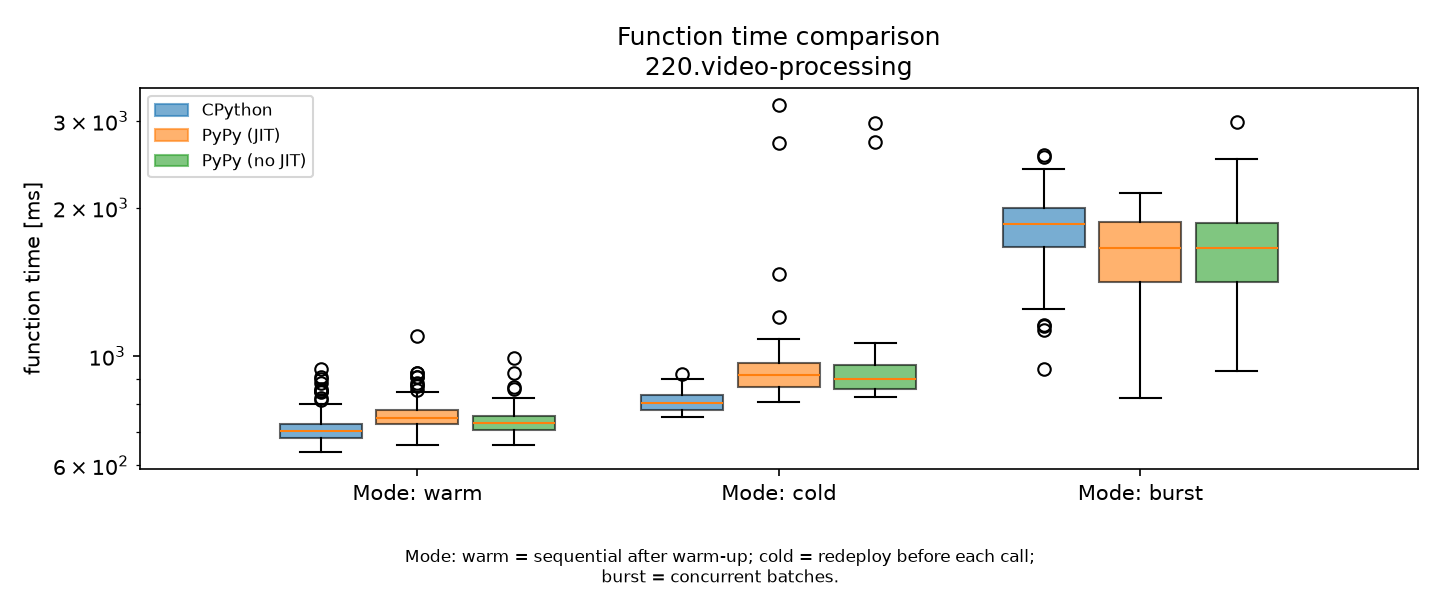 Function time comparison
220.video-processing
CPython
PyPy (JIT)
PyPy (no JIT)
function time [ms]
3 × 10³
2 × 10³
10³
6 × 10²
Mode: warm
Mode: cold
Mode: burst
Mode: warm = sequential after warm-up; cold = redeploy before each call;
burst = concurrent batches.